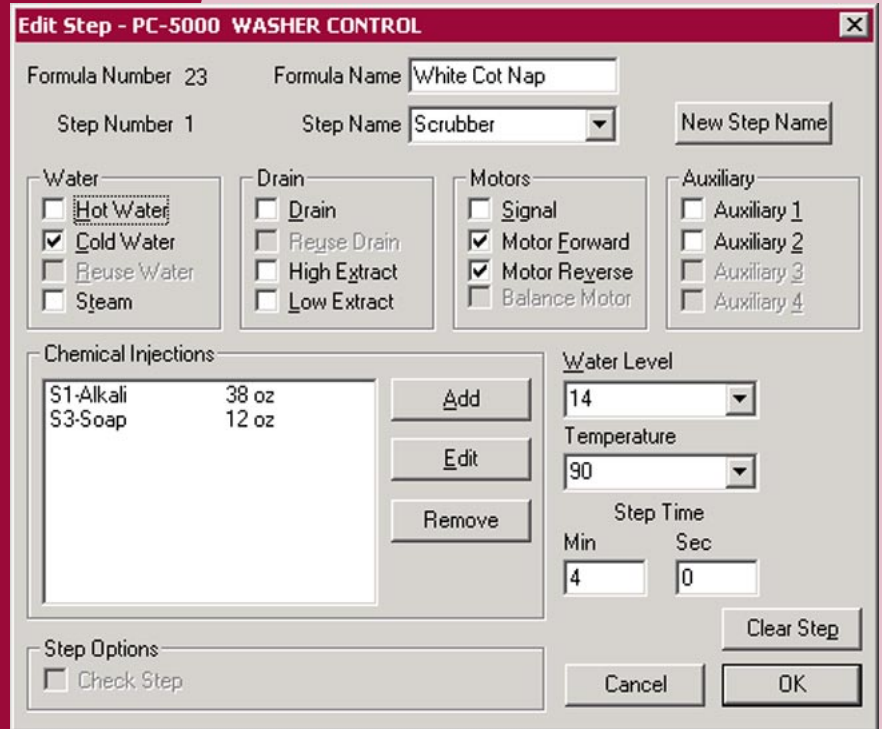 Edit Step - PC-5000 WASHER CONTROL
Formula Number 23 Formula Name White Cot Nap
Step Number 1 Step Name Scrubber New Step Name
Water Drain Motors Auxiliary
Hot Water Drain Signal Auxiliary 1
Cold Water Reuse Drain Motor Forward Auxiliary 2
Reuse Water High Extract Motor Reverse Auxiliary 3
Steam Low Extract Balance Motor Auxiliary 4
Chemical Injections
S1-Alkali 38 oz
S3-Soap 12 oz
Add
Edit
Remove
Water Level
14
Temperature
90
Step Time
Min Sec
4 0
Clear Step
Step Options
Check Step
Cancel OK